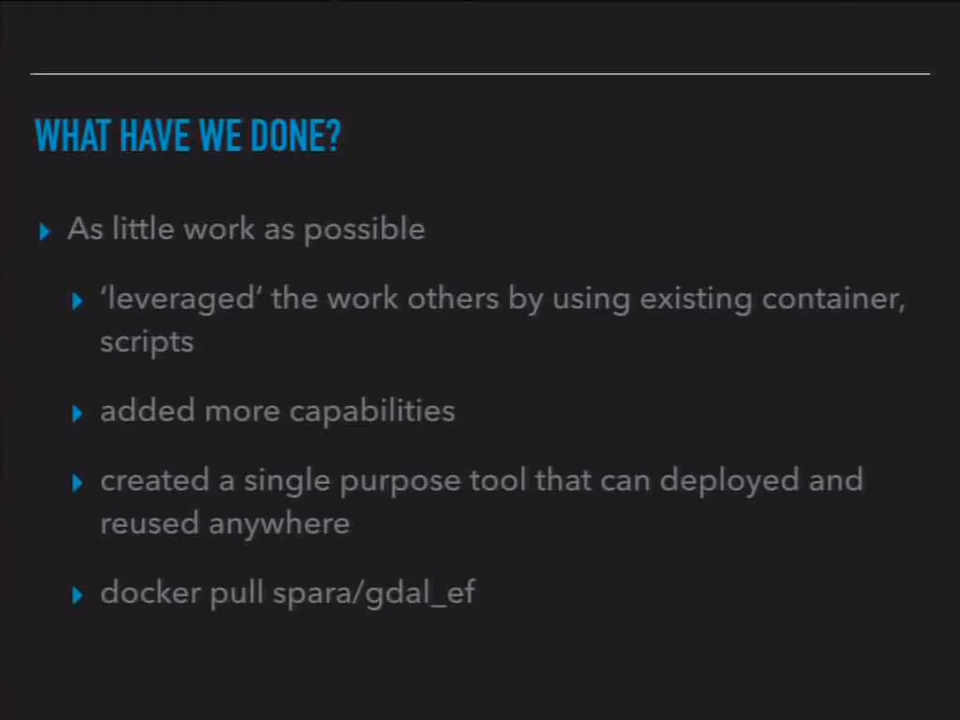 WHAT HAVE WE DONE?
As little work as possible
‘leveraged’ the work others by using existing container,
scripts
added more capabilities
created a single purpose tool that can deployed and
reused anywhere
docker pull spara/gdal_ef